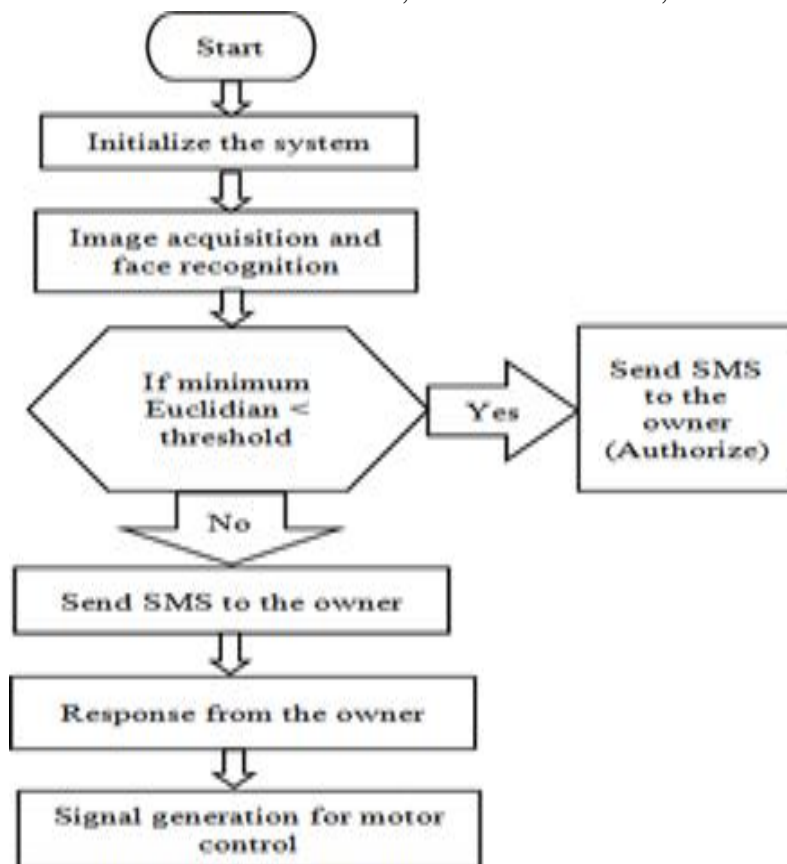 Start
Initialize the system
Image acquisition and
face recognition
If minimum
Euclidian <
threshold
Yes
Send SMS
to the
owner
(Authorize)
No
Send SMS to the owner
Response from the owner
Signal generation for motor
control